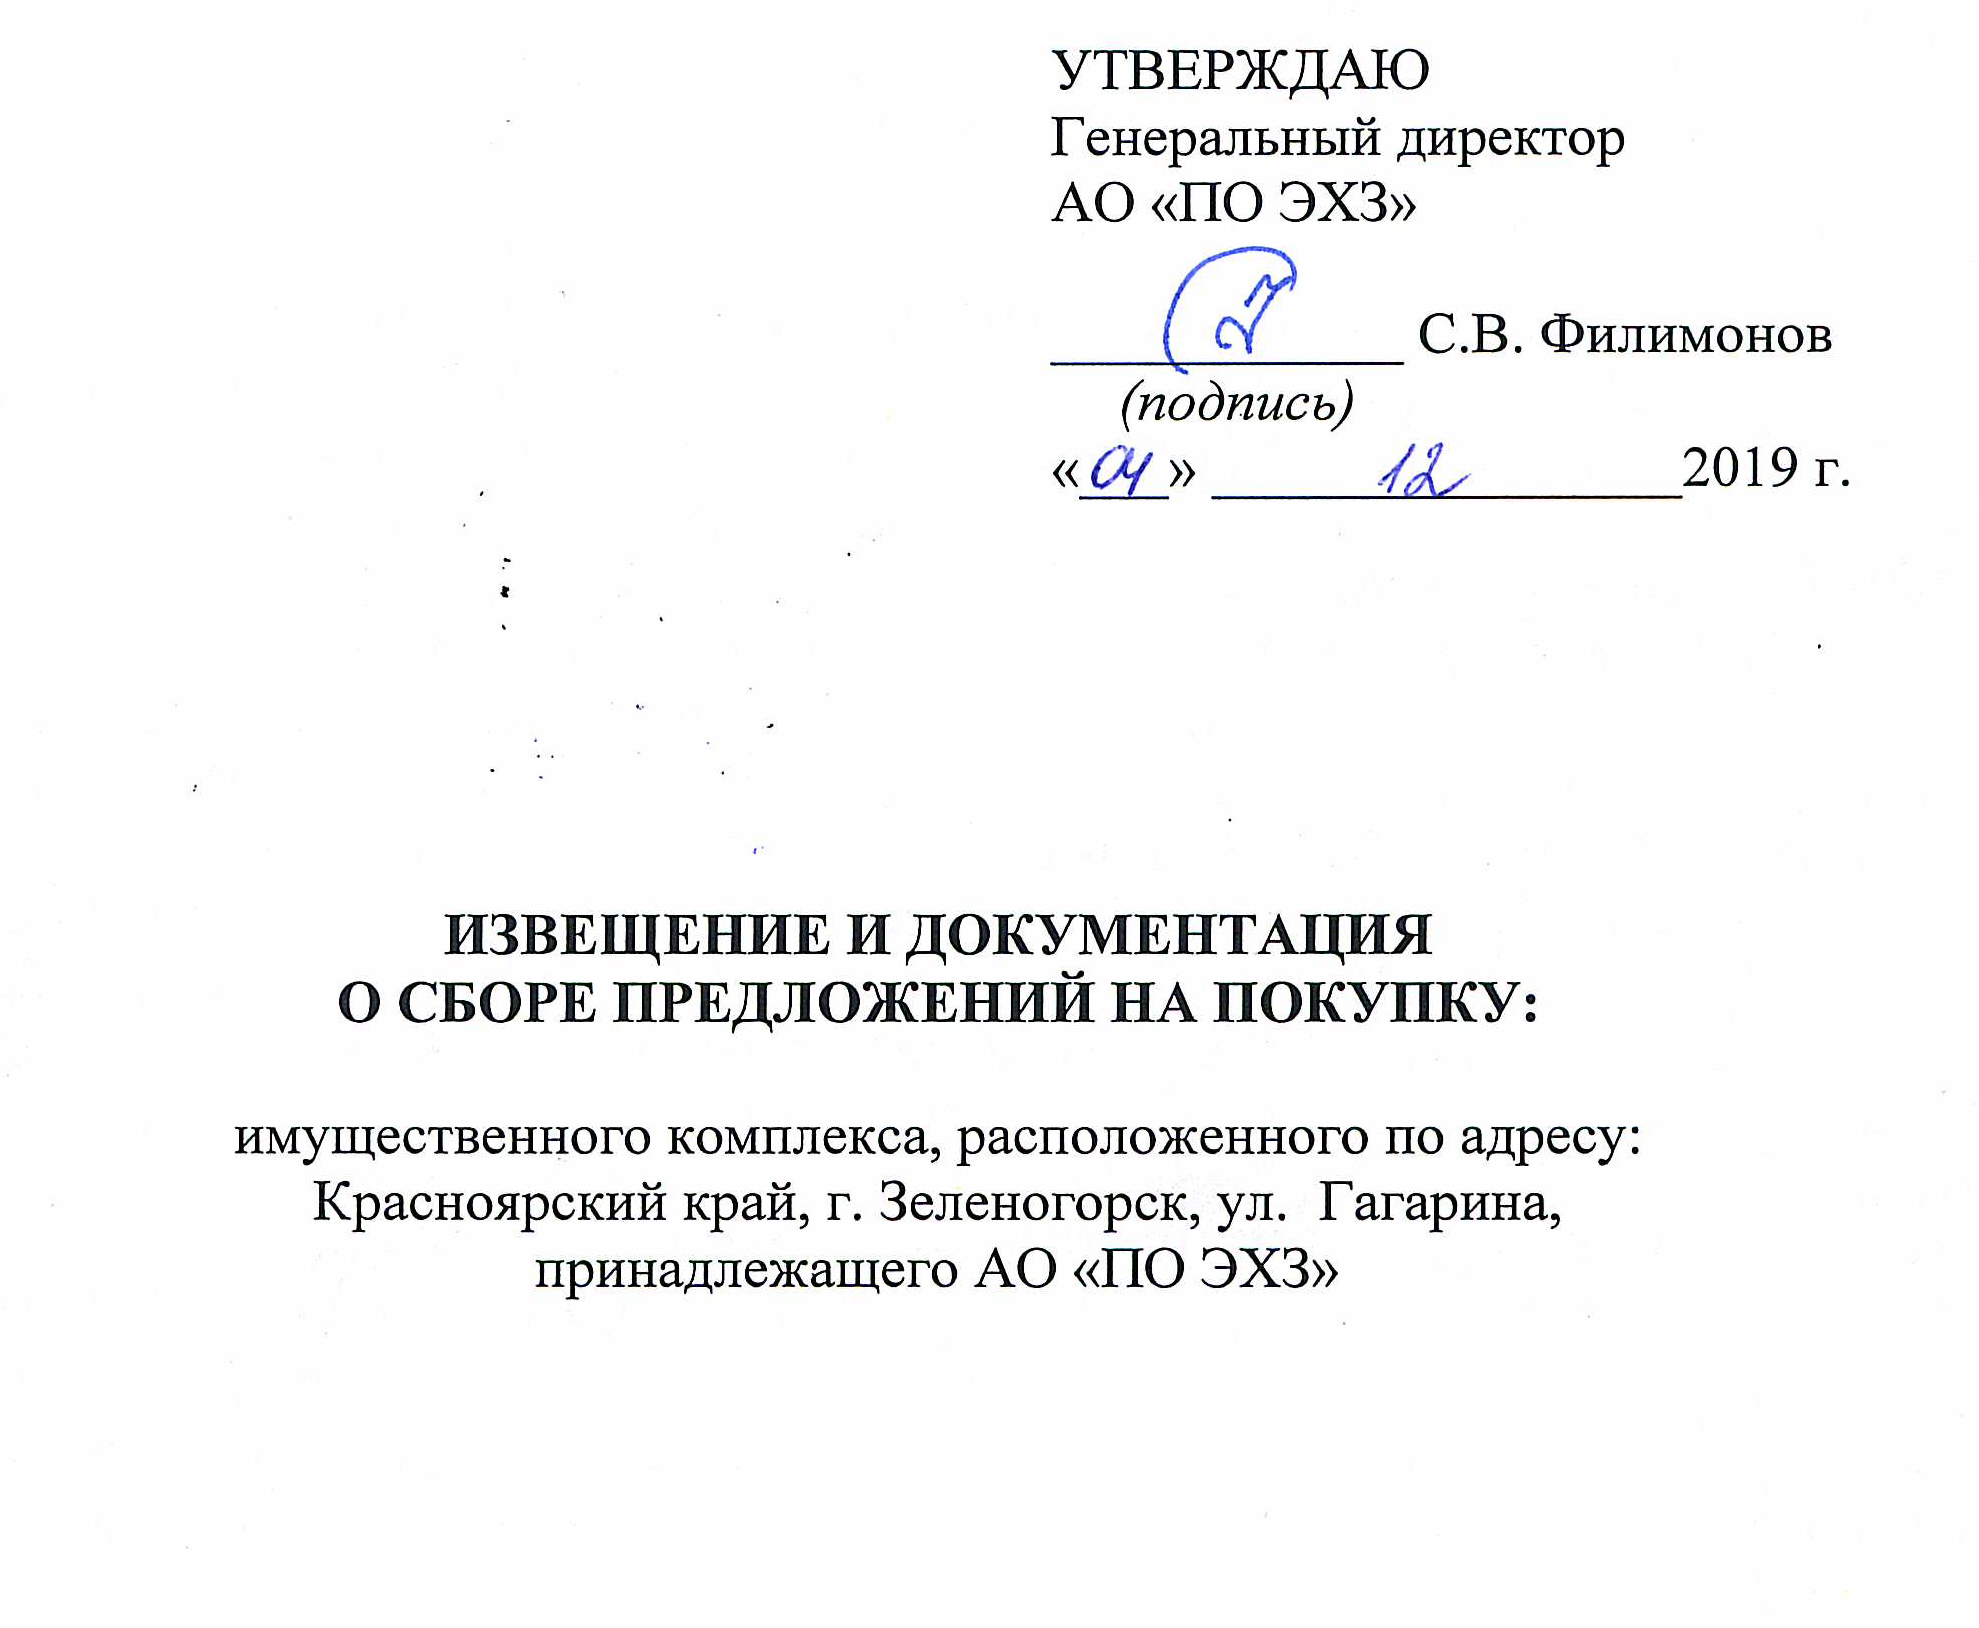 УТВЕРЖДАЮ
Генеральный директор
АО «ПО ЭХЗ»
С.В. Филимонов
(подпись)
«04» 12 2019 г.
ИЗВЕЩЕНИЕ И ДОКУМЕНТАЦИЯ
О СБОРЕ ПРЕДЛОЖЕНИЙ НА ПОКУПКУ:
имущественного комплекса, расположенного по адресу:
Красноярский край, г. Зеленогорск, ул. Гагарина,
принадлежащего АО «ПО ЭХЗ»